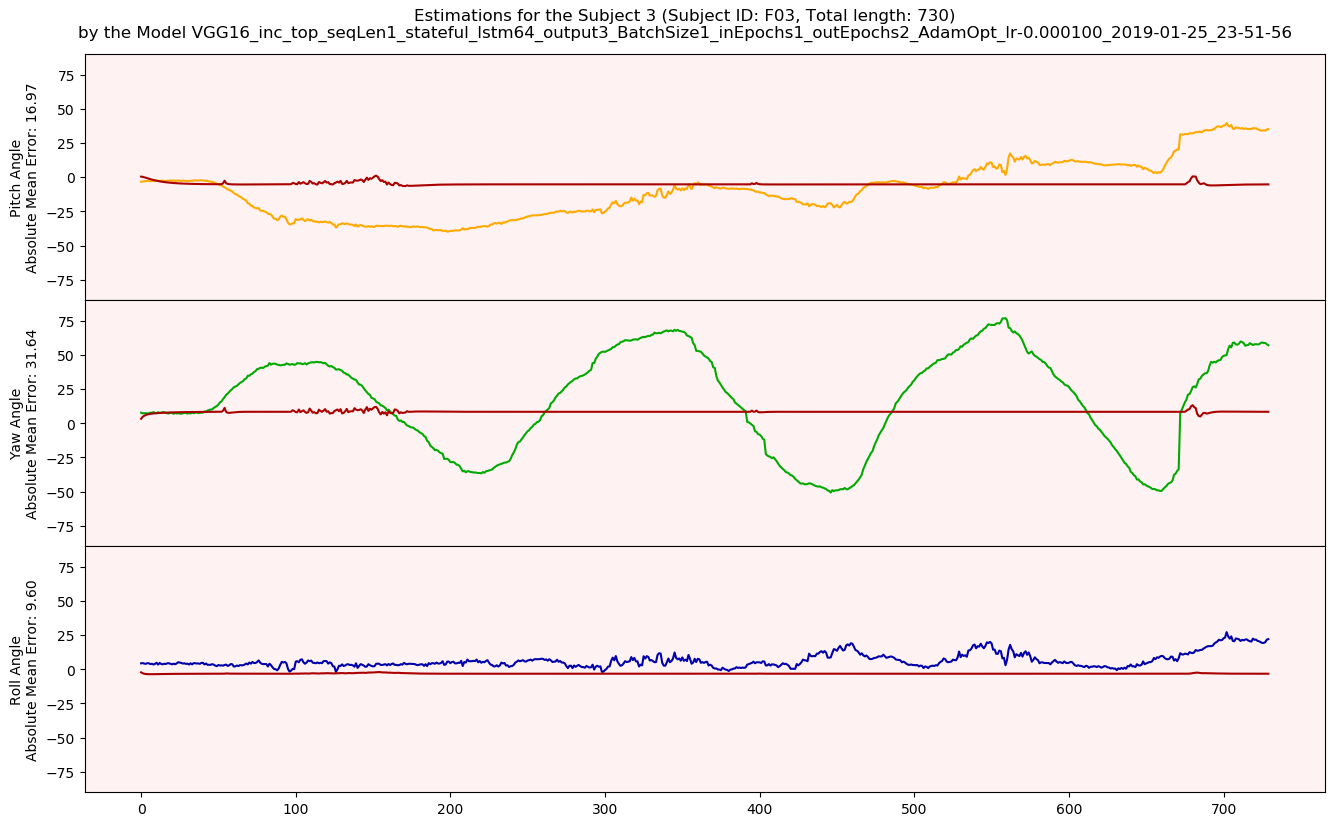 Estimations for the Subject 3 (Subject ID: F03, Total length: 730)
by the Model VGG16_inc_top_seqLen1_stateful_lstm64_output3_BatchSize1_inEpochs1_outEpochs2_AdamOpt_lr-0.000100_2019-01-25_23-51-56
Pitch Angle
Absolute Mean Error: 16.97
75
50
25
0
−25
−50
−75
Yaw Angle
Absolute Mean Error: 31.64
75
50
25
0
−25
−50
−75
Roll Angle
Absolute Mean Error: 9.60
75
50
25
0
−25
−50
−75
0 100 200 300 400 500 600 700